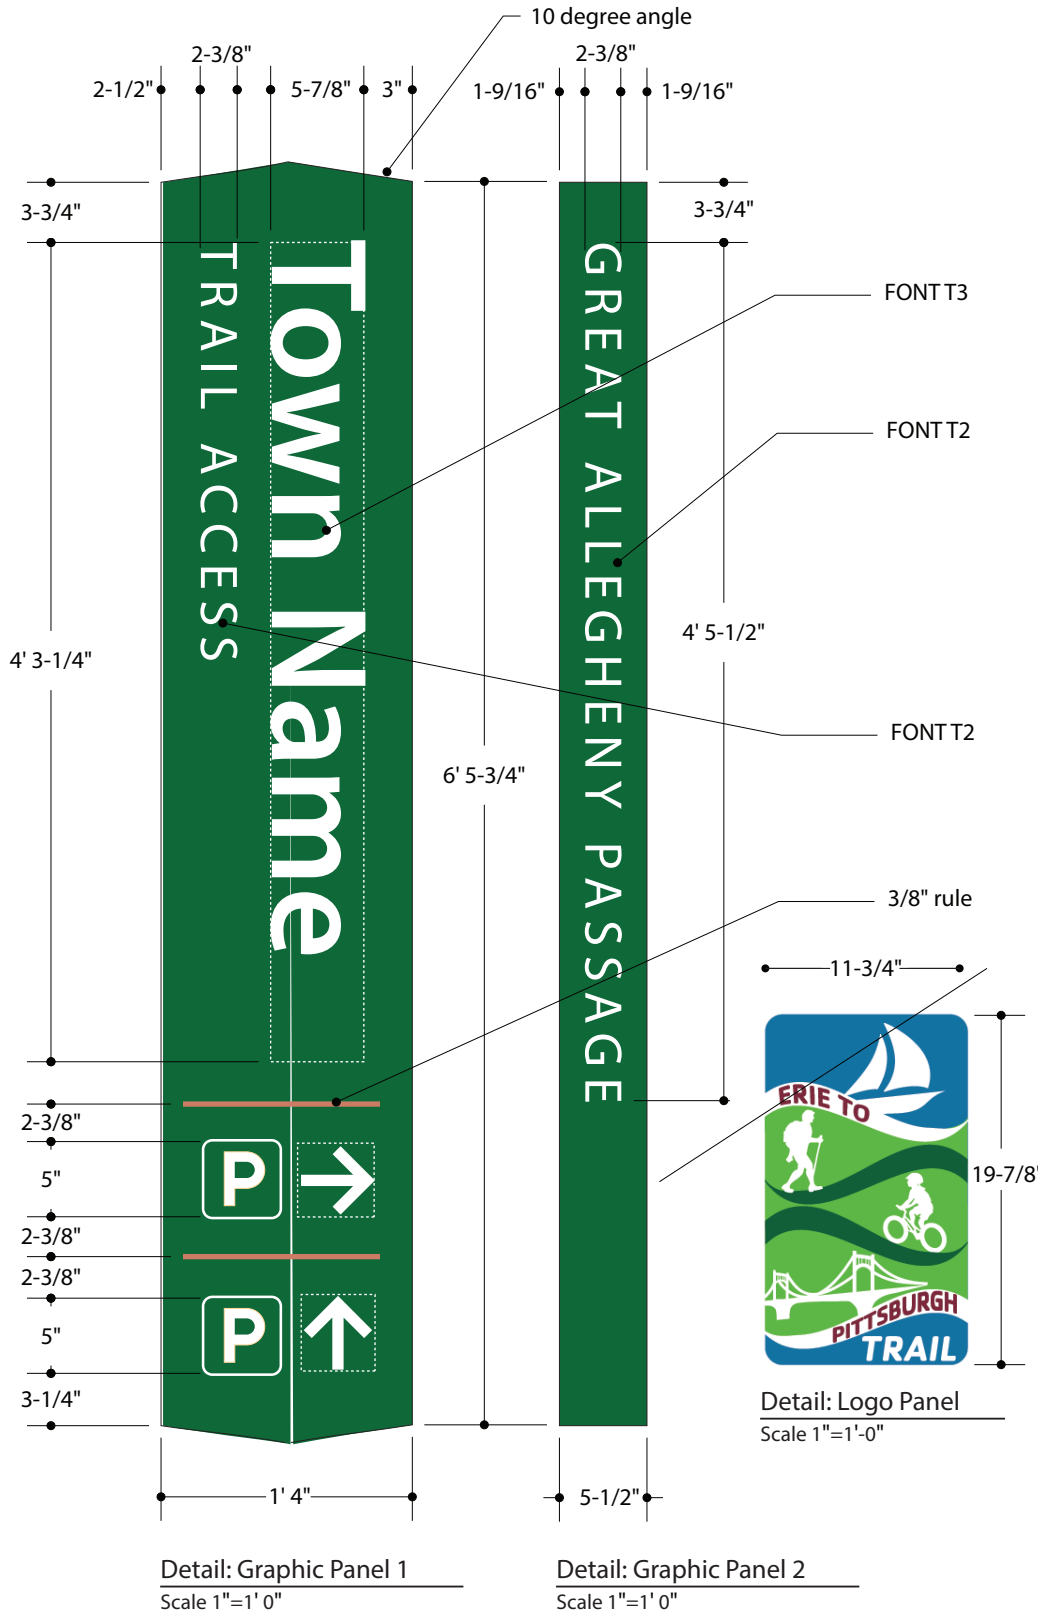 10 degree angle
2-3/8"
2-3/8"
2-1/2"
5-7/8"
3"
1-9/16"
1-9/16"
3-3/4"
3-3/4"
TRAIL ACCESS
Town Name
GREAT ALLEGHENY PASSAGE
FONT T3
FONT T2
4' 3-1/4"
4' 5-1/2"
FONT T2
6' 5-3/4"
3/8" rule
11-3/4"
2-3/8"
5"
2-3/8"
2-3/8"
5"
3-1/4"
P
P
ERIE TO
PITTSBURGH
TRAIL
19-7/8"
Detail: Logo Panel
Scale 1"=1'-0"
1' 4"
5-1/2"
Detail: Graphic Panel 1
Scale 1"=1' 0"
Detail: Graphic Panel 2
Scale 1"=1' 0"